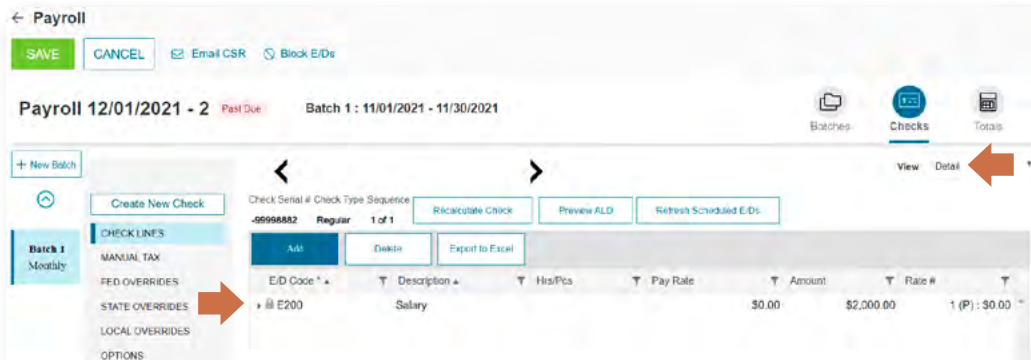 ← Payroll
SAVE CANCEL Email CSR Block E/Ds
Payroll 12/01/2021 - 2 Past Due Batch 1 : 11/01/2021 - 11/30/2021
Batches Checks Totals
+ New Batch
View Detail
Create New Check
Check Serial # Check Type Sequence
-99998882 Regular 1 of 1
Recalculate Check Preview ALD Refresh Scheduled E/Ds
CHECK LINES
Add Delete Export to Excel
Batch 1
Monthly
MANUAL TAX
FED OVERRIDES
E/D Code * Description Hrs/Pcs Pay Rate Amount Rate #
STATE OVERRIDES
E200 Salary $0.00 $2,000.00 1 (P) : $0.00
LOCAL OVERRIDES
OPTIONS